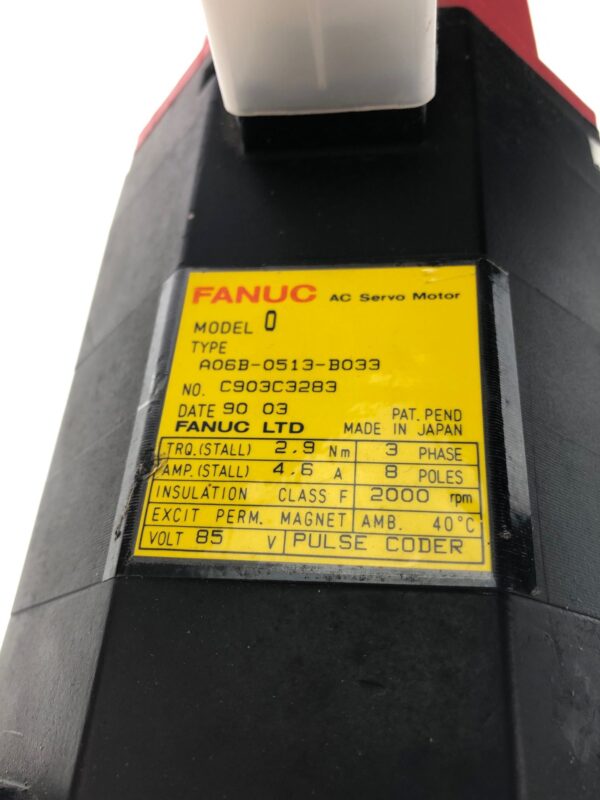 FANUC AC Servo Motor
MODEL 0
TYPE
A06B-0513-B033
NO. C903C3283
DATE 90 03 PAT. PEND
FANUC LTD MADE IN JAPAN
TRQ. (STALL) 2.9 Nm 3 PHASE
AMP. (STALL) 4.6 A 8 POLES
INSULATION CLASS F 2000 rpm
EXCIT PERM. MAGNET AMB. 40°C
VOLT 85 V PULSE CODER